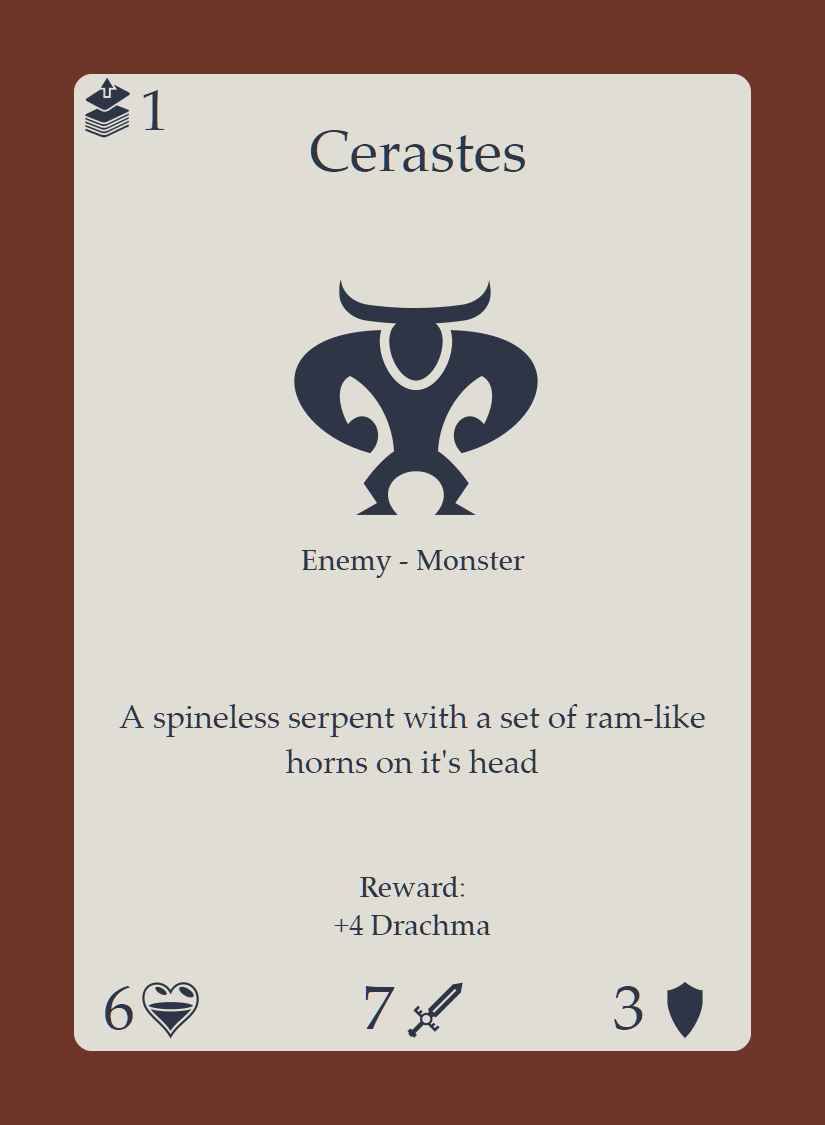 1
Cerastes
Enemy - Monster
A spineless serpent with a set of ram-like
horns on it's head
Reward:
+4 Drachma
6 7 3